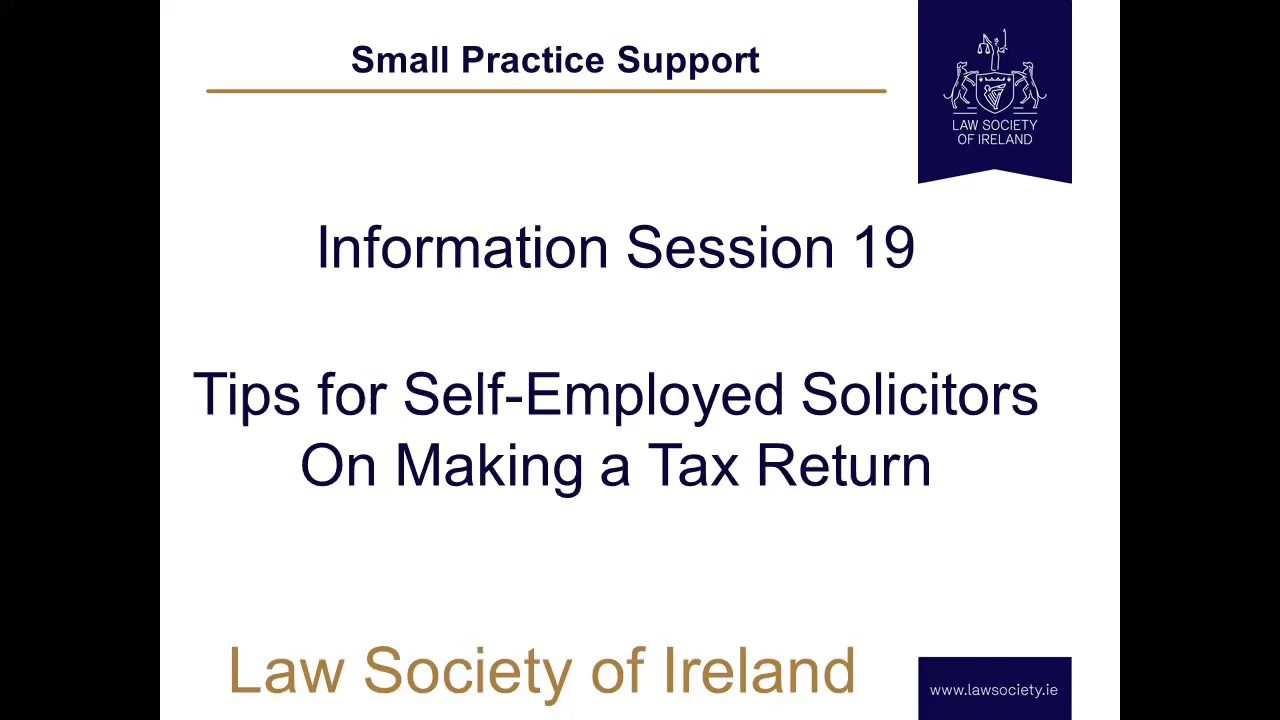 Small Practice Support
LAW SOCIETY
OF IRELAND
Information Session 19
Tips for Self-Employed Solicitors
On Making a Tax Return
Law Society of Ireland
www.lawsociety.ie